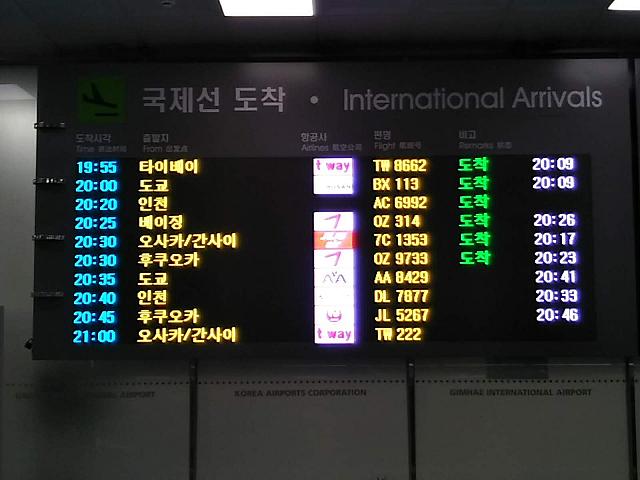 국제선 도착 • International Arrivals
도착시각 출발지 항공사 편명 비고
Time From Airlines Flight Remarks
19:55 타이베이 t'way TW 8662 도착 20:09
20:00 도쿄 BX 113 도착 20:09
20:20 인천 AC 6992 도착
20:25 베이징 OZ 314 도착 20:26
20:30 오사카/간사이 7C 1353 도착 20:17
20:30 후쿠오카 OZ 9733 도착 20:23
20:35 도쿄 AA 8429 20:41
20:40 인천 DL 7877 20:33
20:45 후쿠오카 JL 5267 20:46
21:00 오사카/간사이 t'way TW 222
KOREA AIRPORTS CORPORATION GIMHAE INTERNATIONAL AIRPORT